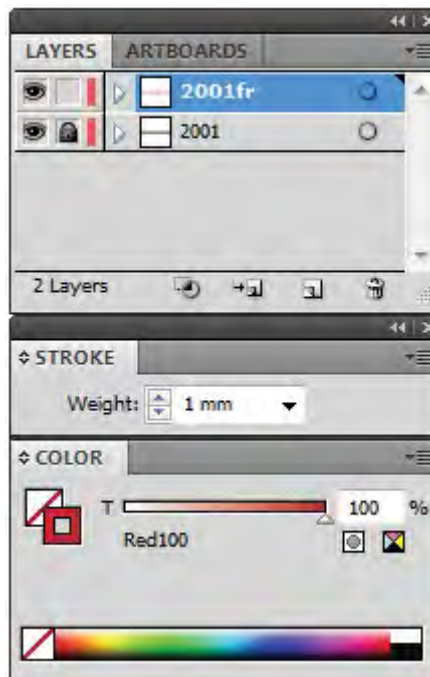 LAYERS ARTBOARDS
2001fr
2001
2 Layers
STROKE
Weight: 1 mm
COLOR
T 100 %
Red100